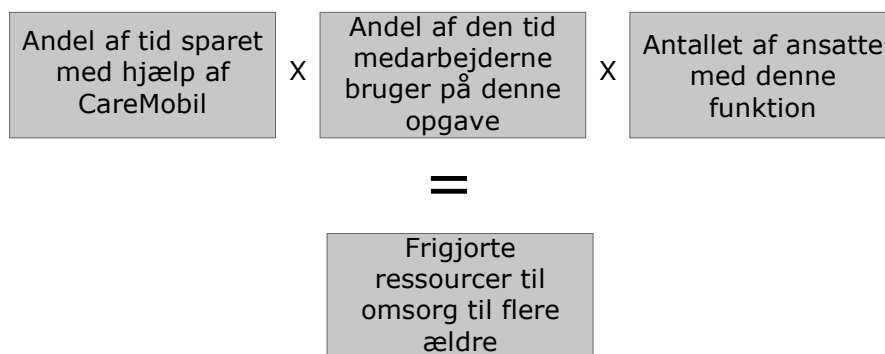 Andel af tid sparet
med hjælp af
CareMobil
X
Andel af den tid
medarbejderne
bruger på denne
opgave
X
Antallet af ansatte
med denne
funktion
=
Frigjorte
ressourcer til
omsorg til flere
ældre